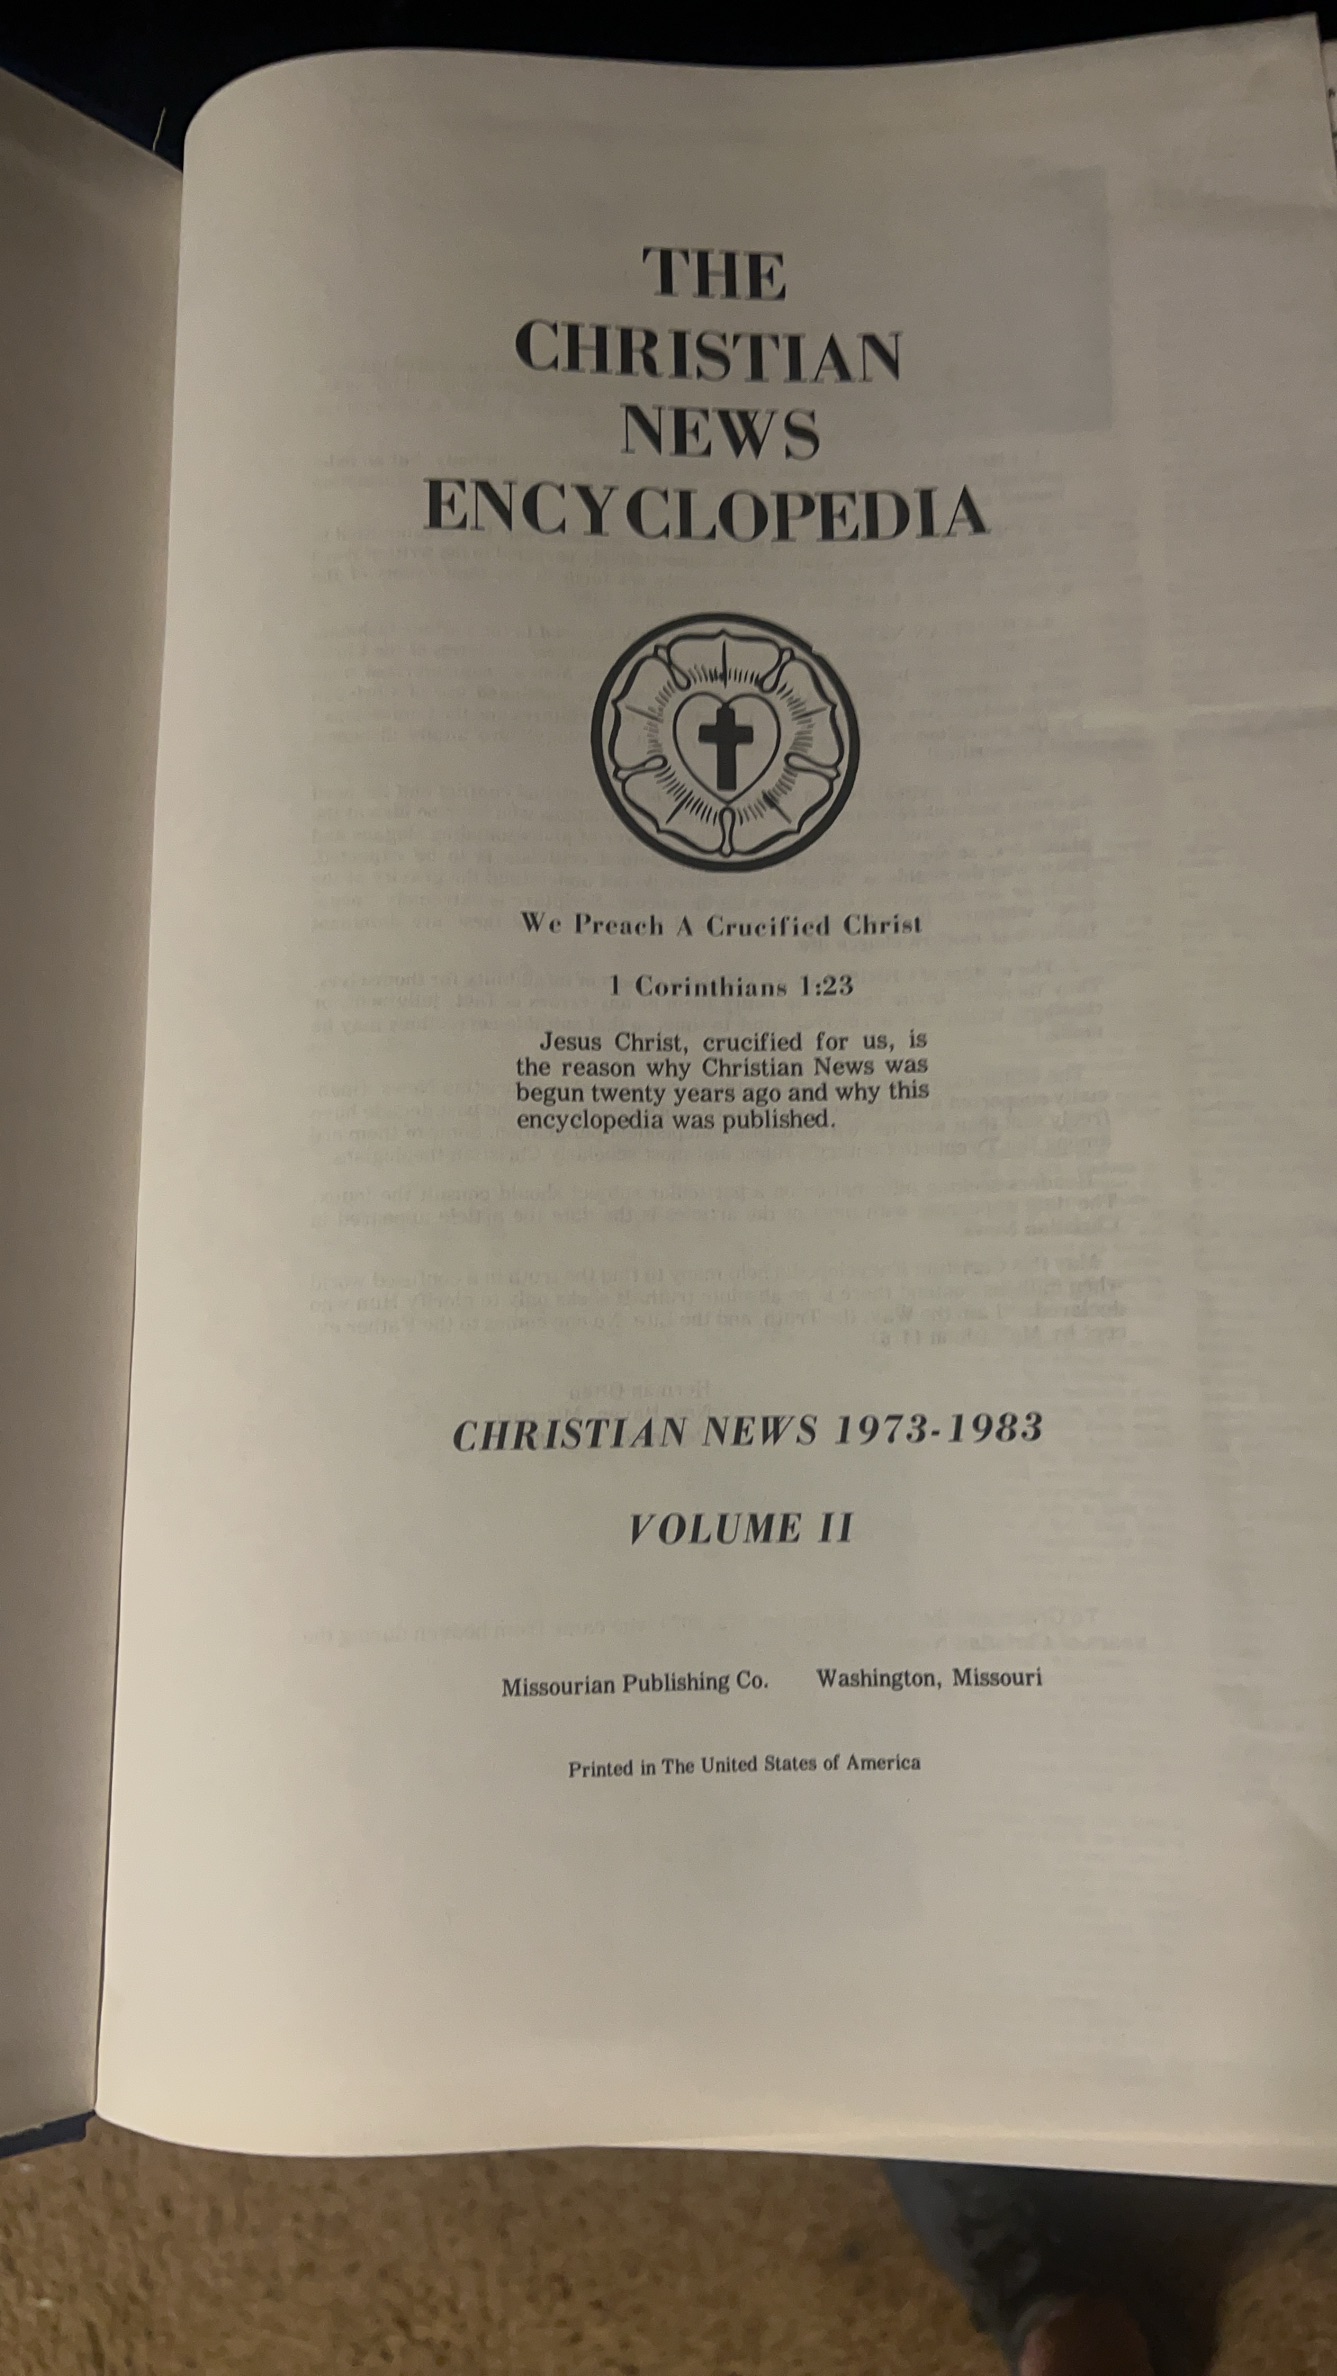 THE
CHRISTIAN
NEWS
ENCYCLOPEDIA
We Preach A Crucified Christ
1 Corinthians 1:23
Jesus Christ, crucified for us, is
the reason why Christian News was
begun twenty years ago and why this
encyclopedia was published.
CHRISTIAN NEWS 1973-1983
VOLUME II
Missourian Publishing Co. Washington, Missouri
Printed in The United States of America